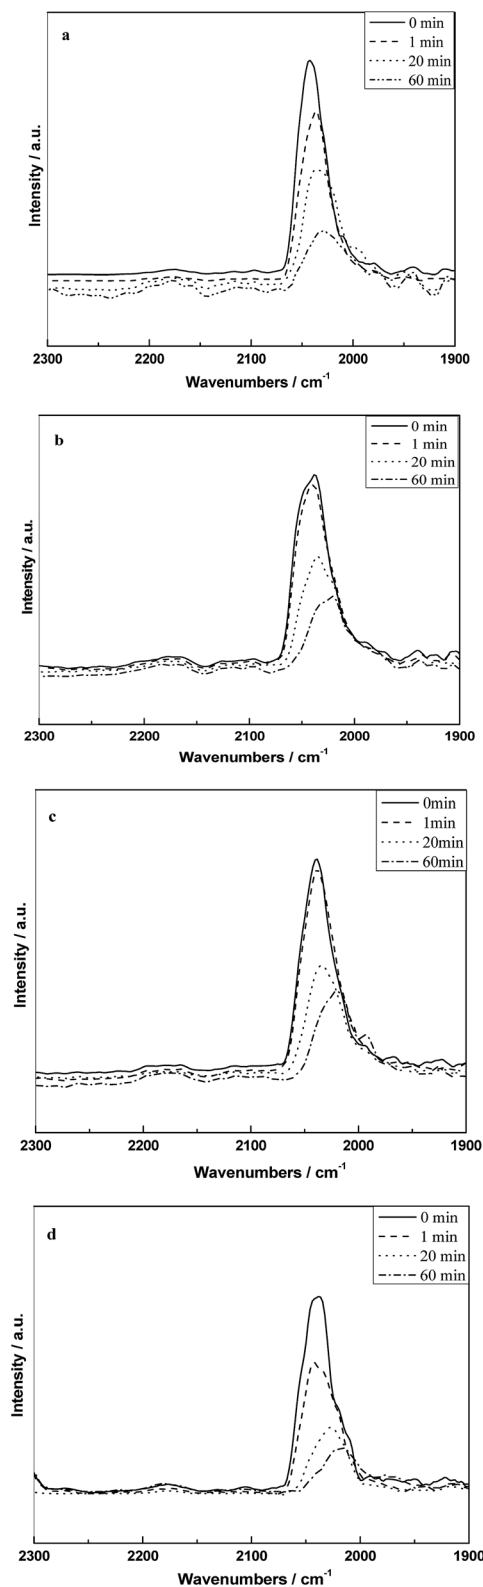 a
0 min
1 min
20 min
60 min
Intensity / a.u.
2300 2200 2100 2000 1900
Wavenumbers / cm-1
b
0 min
1 min
20 min
60 min
Intensity / a.u.
2300 2200 2100 2000 1900
Wavenumbers / cm-1
c
0min
1min
20min
60min
Intensity / a.u.
2300 2200 2100 2000 1900
Wavenumbers / cm-1
d
0 min
1 min
20 min
60 min
Intensity / a.u.
2300 2200 2100 2000 1900
Wavenumbers / cm-1